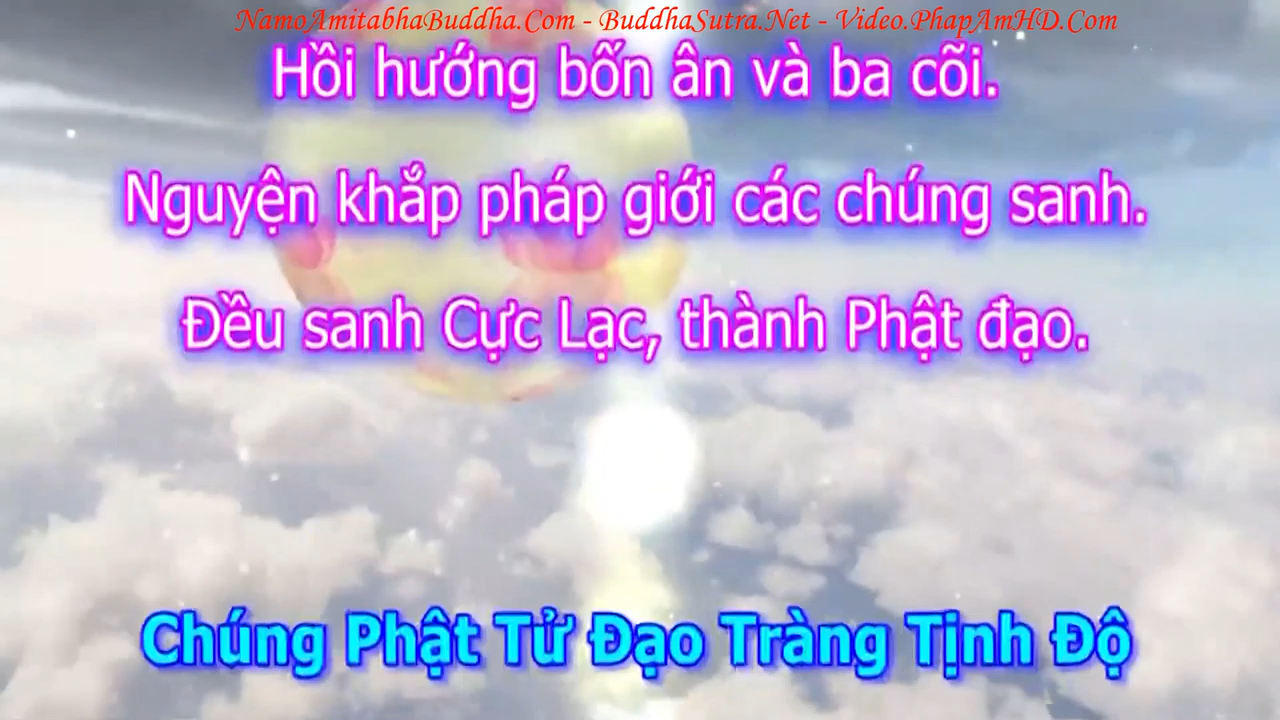 NamoAmitabhaBuddha.Com - BuddhaSutra.Net - Video.PhapAmHD.Com
Hồi hướng bốn ân và ba cõi.
Nguyện khắp pháp giới các chúng sanh.
Đều sanh Cực Lạc, thành Phật đạo.
Chúng Phật Tử Đạo Tràng Tịnh Độ